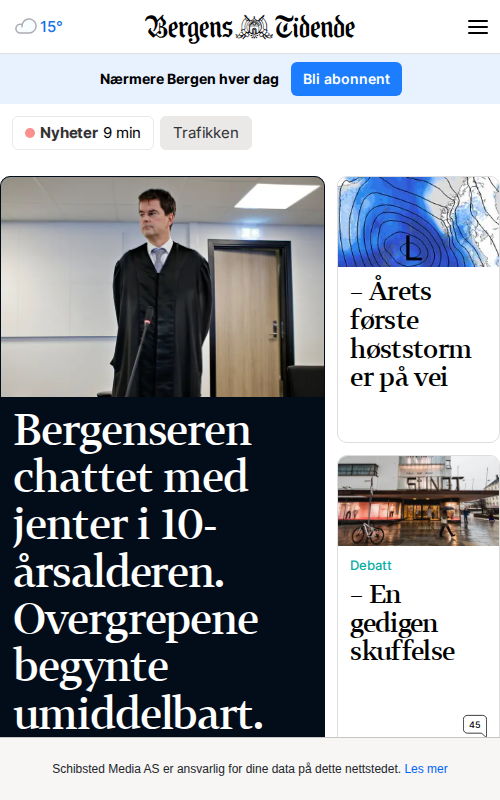 15°
Bergens Tidende
Nærmere Bergen hver dag
Bli abonnent
Nyheter 9 min
Trafikken
Bergenseren
chattet med
jenter i 10-
årsalderen.
Overgrepene
begynte
umiddelbart.
L
– Årets
første
høststorm
er på vei
Debatt
– En
gedigen
skuffelse
45
Schibsted Media AS er ansvarlig for dine data på dette nettstedet. Les mer